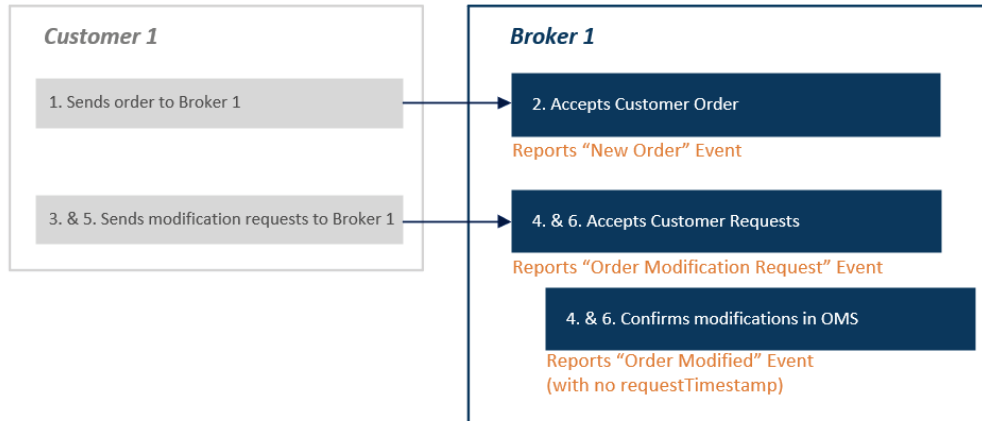 Customer 1
Broker 1
1. Sends order to Broker 1
2. Accepts Customer Order
Reports “New Order” Event
3. & 5. Sends modification requests to Broker 1
4. & 6. Accepts Customer Requests
Reports “Order Modification Request” Event
4. & 6. Confirms modifications in OMS
Reports “Order Modified” Event
(with no requestTimestamp)